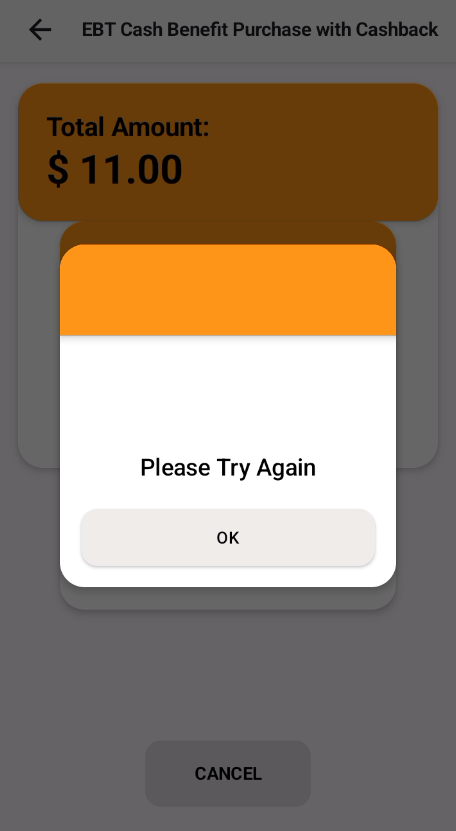 EBT Cash Benefit Purchase with Cashback
Total Amount:
$ 11.00
Please Try Again
OK
CANCEL